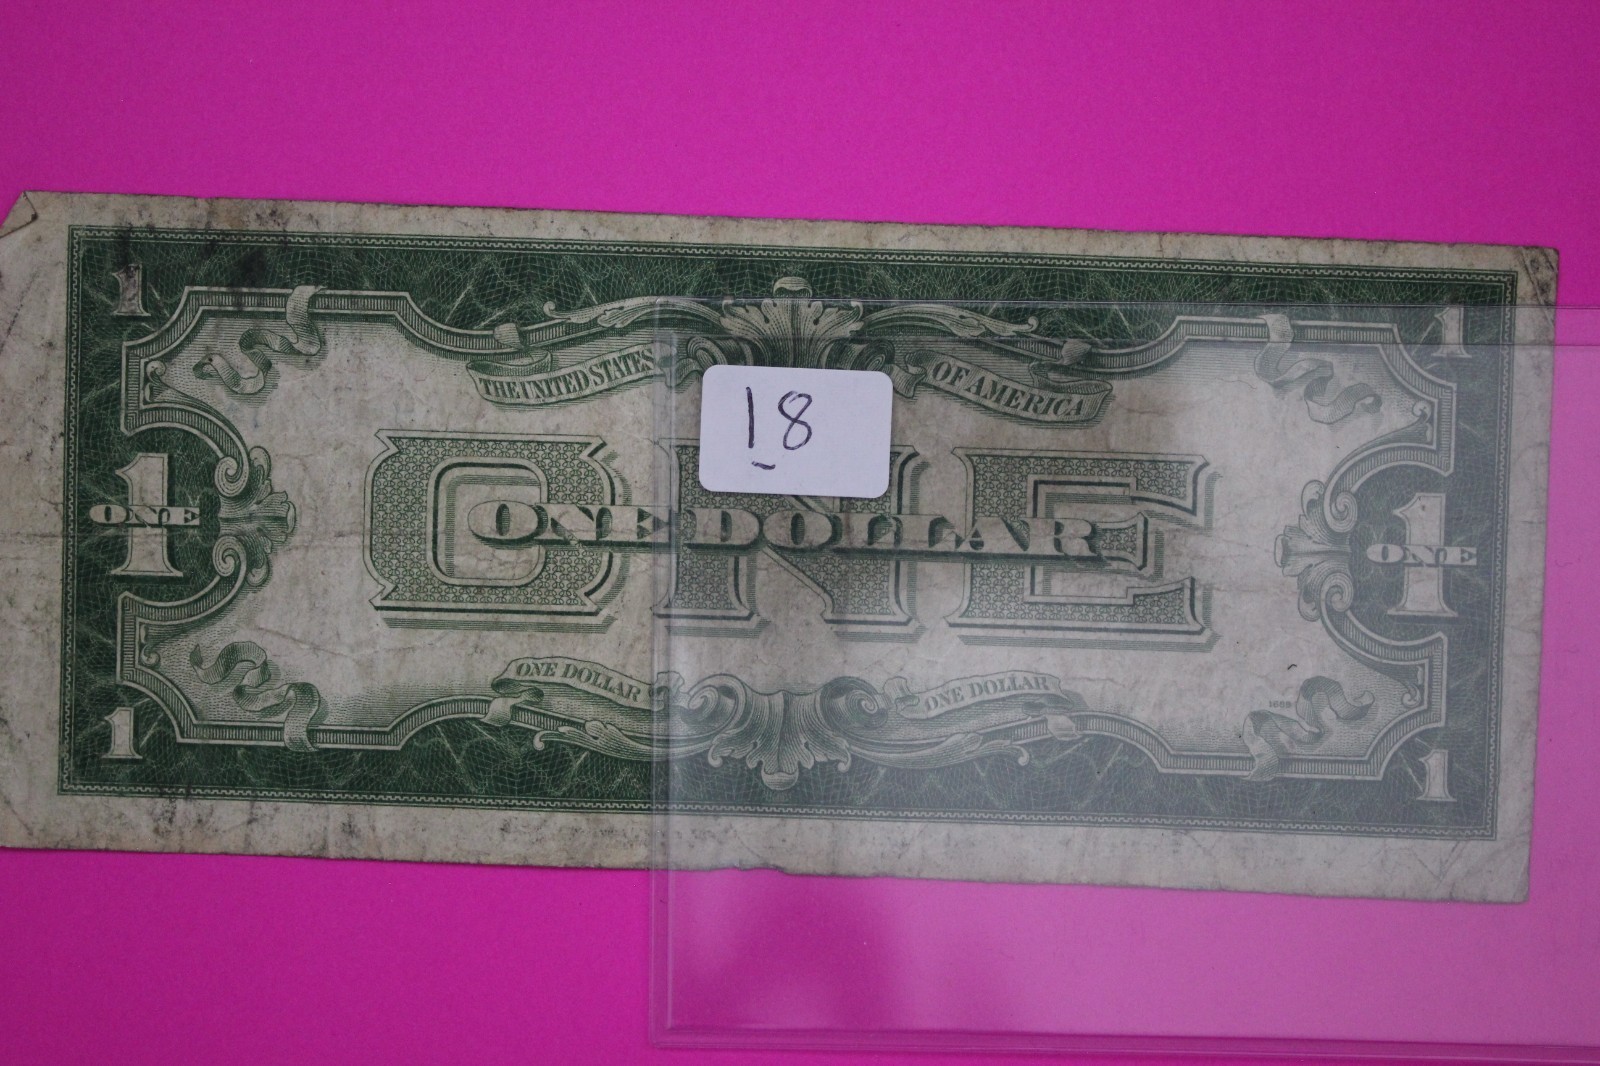 1 1
THE UNITED STATES OF AMERICA
18
ONE
1 ONE ONE DOLLAR 1 ONE
ONE DOLLAR ONE DOLLAR
1 1